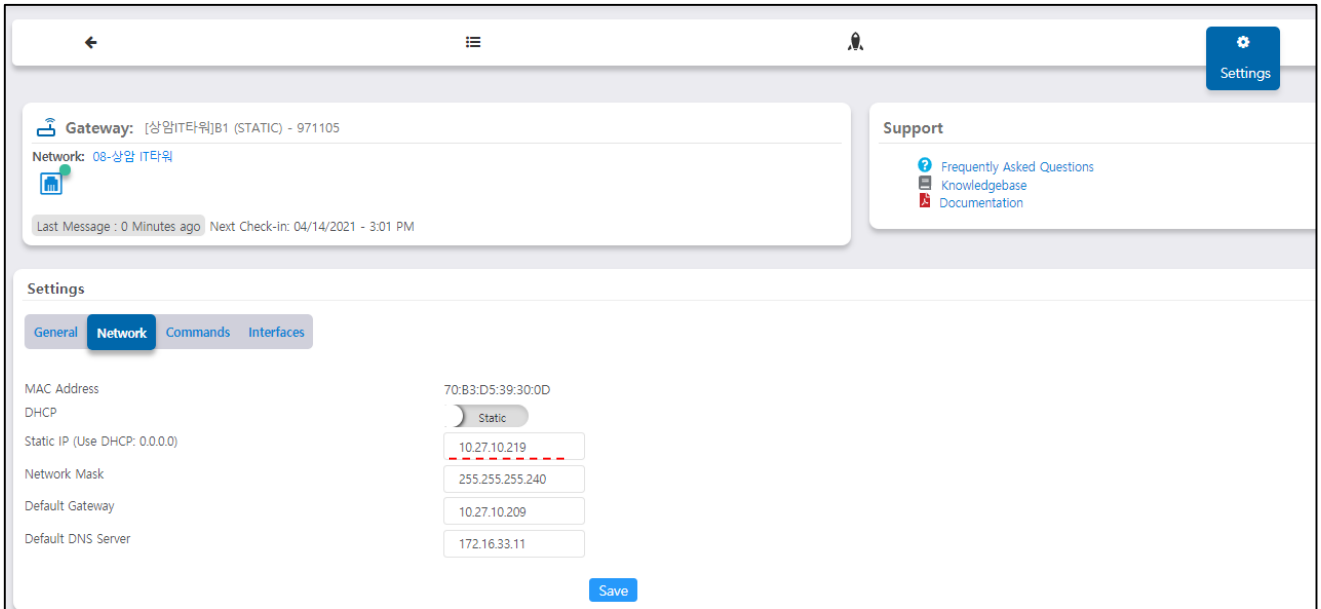 Settings
Gateway: [상암IT타워]B1 (STATIC) - 971105
Network: 08-상암 IT타워
Last Message : 0 Minutes ago Next Check-in: 04/14/2021 - 3:01 PM
Support
Frequently Asked Questions
Knowledgebase
Documentation
Settings
General Network Commands Interfaces
MAC Address 70:B3:D5:39:30:0D
DHCP Static
Static IP (Use DHCP: 0.0.0.0) 10.27.10.219
Network Mask 255.255.255.240
Default Gateway 10.27.10.209
Default DNS Server 172.16.33.11
Save